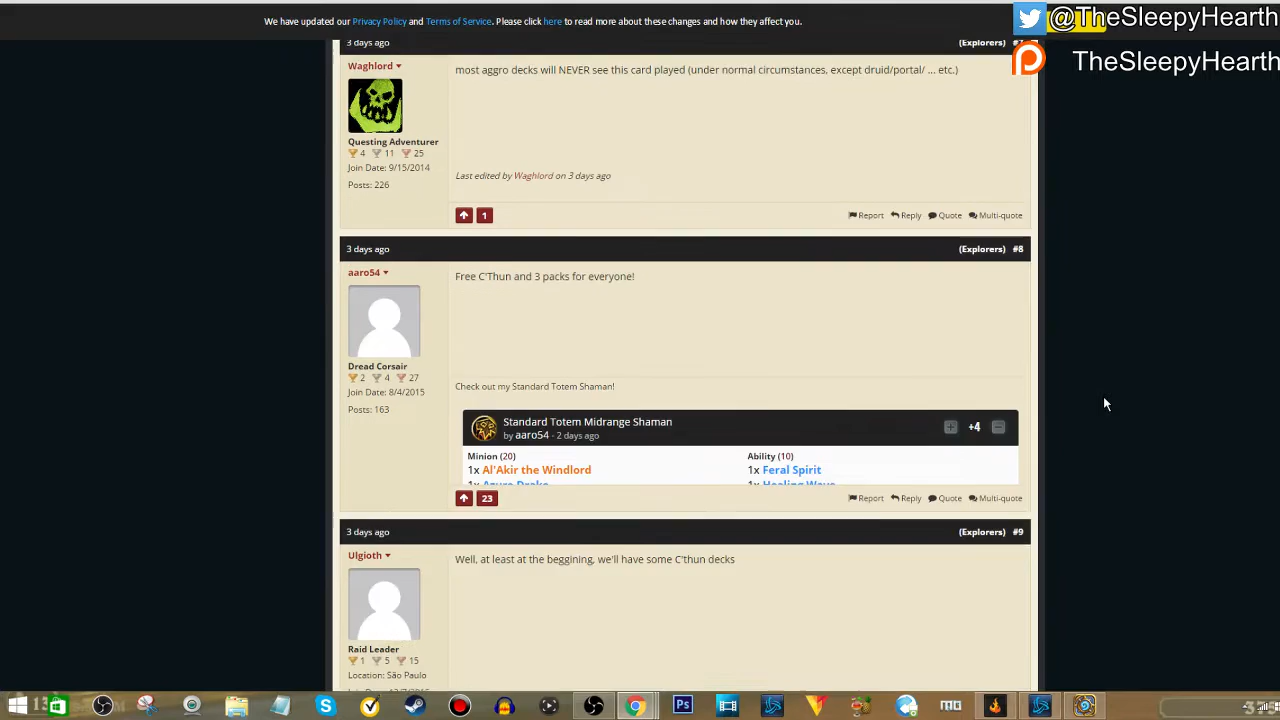 We have updated our Privacy Policy and Terms of Service. Please click here to read more about these changes and how they affect you.
@TheSleepyHearth
TheSleepyHearth
3 days ago
(Explorers)
Waghlord
most aggro decks will NEVER see this card played (under normal circumstances, except druid/portal/ ... etc.)
Questing Adventurer
4 11 25
Join Date: 9/15/2014
Last edited by Waghlord on 3 days ago
Posts: 226
1
Report Reply Quote Multi-quote
3 days ago
(Explorers) #8
aaro54
Free C'Thun and 3 packs for everyone!
Dread Corsair
2 4 27
Join Date: 8/4/2015
Posts: 163
Check out my Standard Totem Shaman!
Standard Totem Midrange Shaman
by aaro54 - 2 days ago
+4
Minion (20)
Ability (10)
1x Al'Akir the Windlord
1x Feral Spirit
1x Azure Drake
1x Healing Wave
23
Report Reply Quote Multi-quote
3 days ago
(Explorers) #9
Ulgioth
Well, at least at the beggining, we'll have some C'thun decks
Raid Leader
1 5 15
Location: São Paulo